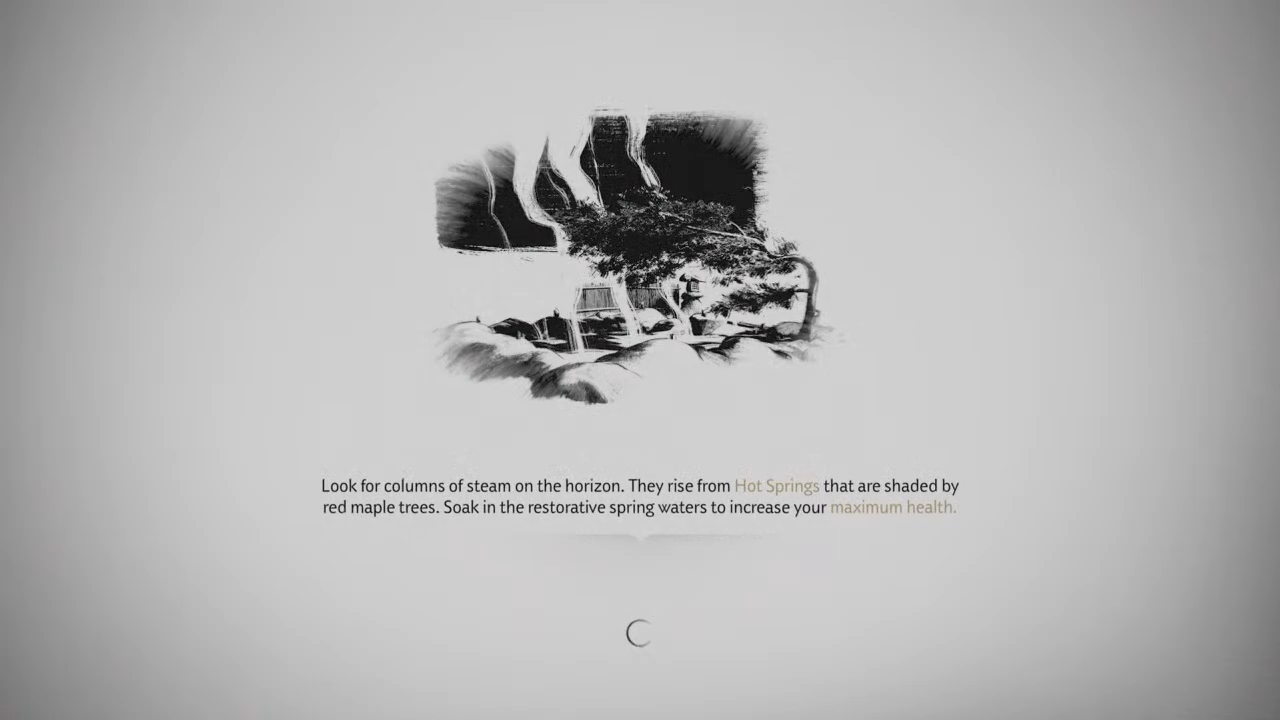 Look for columns of steam on the horizon. They rise from Hot Springs that are shaded by
red maple trees. Soak in the restorative spring waters to increase your maximum health.